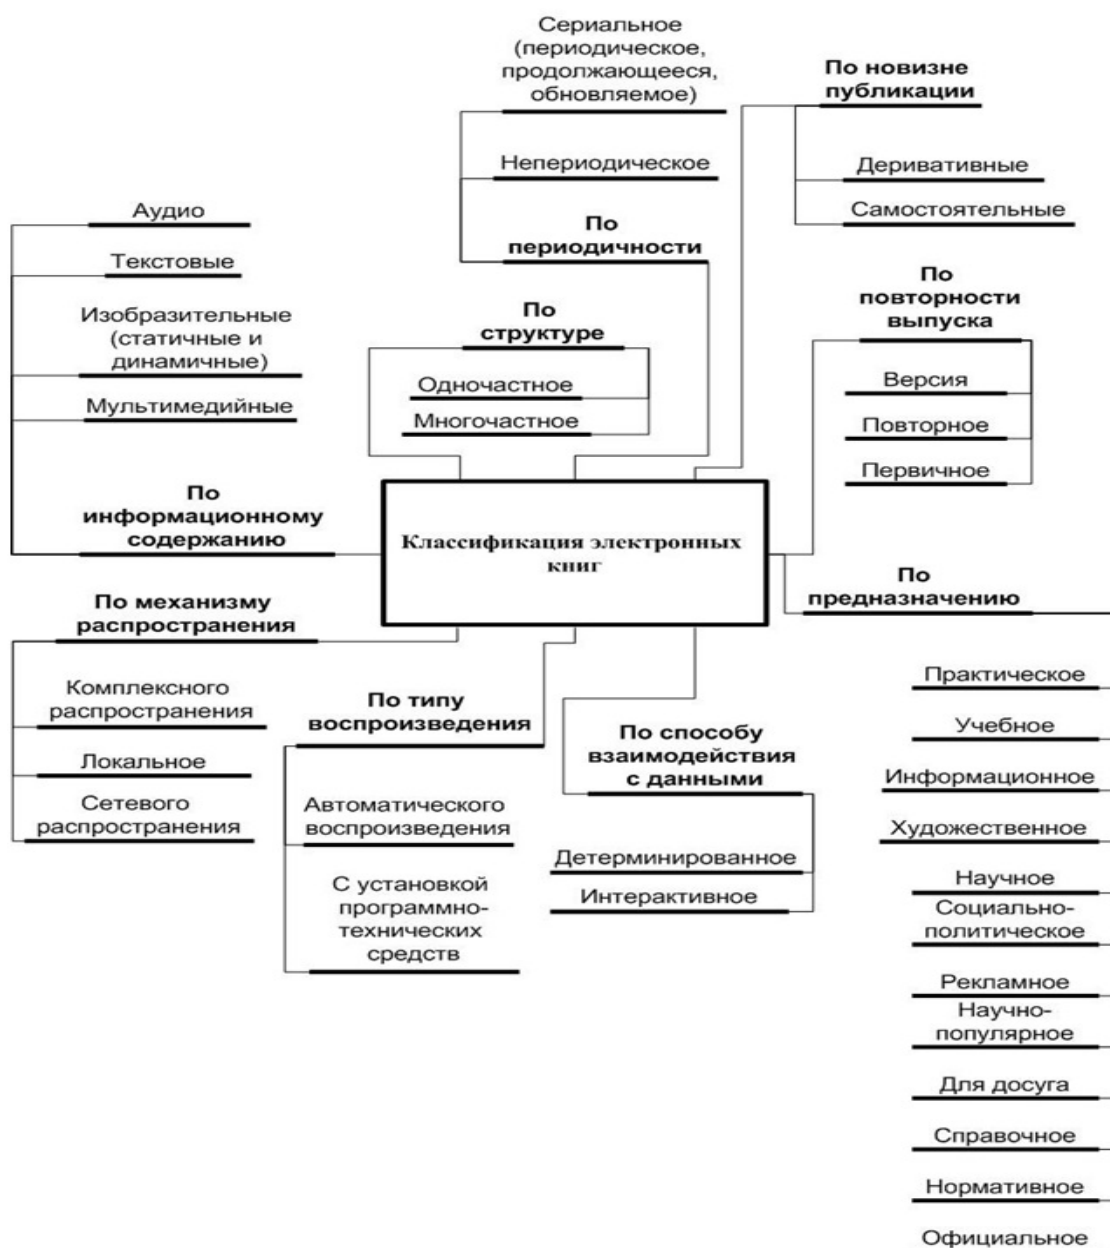 Сериальное
(периодическое,
продолжающееся,
обновляемое)
Непериодическое
По
периодичности
По новизне
публикации
Деривативные
Самостоятельные
Аудио
Текстовые
Изобразительные
(статичные и
динамичные)
Мультимедийные
По
информационному
содержанию
По
структуре
Одночастное
Многочастное
По
повторности
выпуска
Версия
Повторное
Первичное
Классификация электронных
книг
По механизму
распространения
Комплексного
распространения
Локальное
Сетевого
распространения
По типу
воспроизведения
Автоматического
воспроизведения
С установкой
программно-
технических
средств
По способу
взаимодействия
с данными
Детерминированное
Интерактивное
По
предназначению
Практическое
Учебное
Информационное
Художественное
Научное
Социально-
политическое
Рекламное
Научно-
популярное
Для досуга
Справочное
Нормативное
Официальное